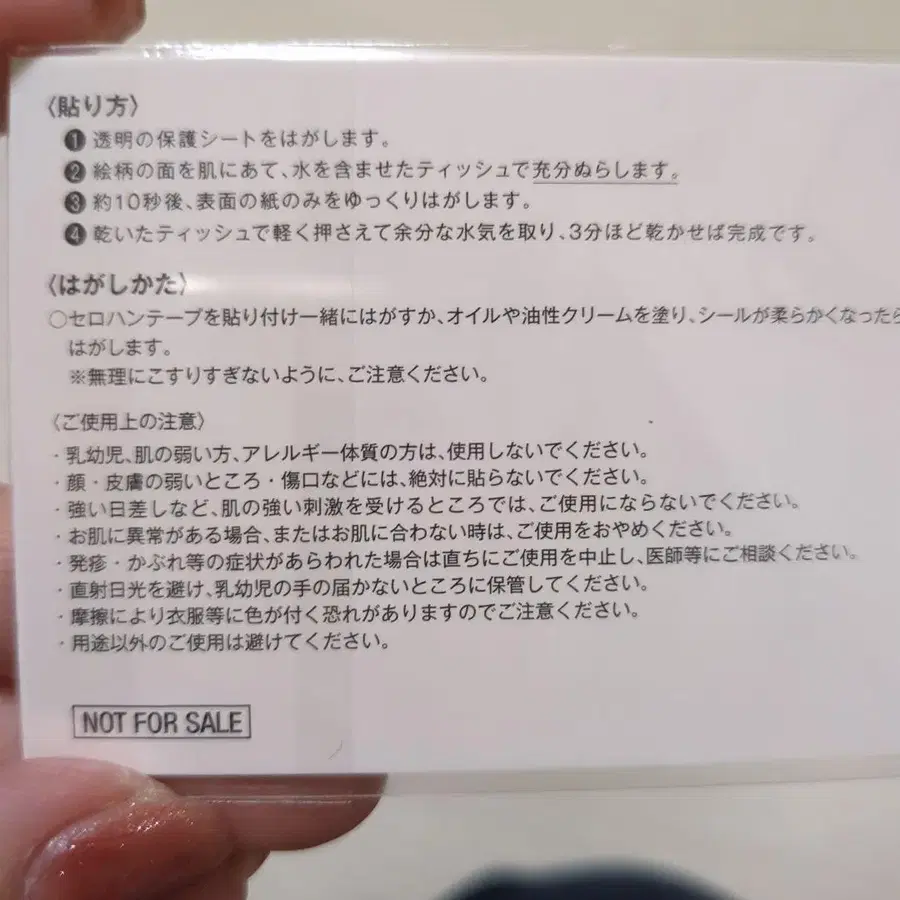 〈貼り方〉
❶ 透明の保護シートをはがします。
❷ 絵柄の面を肌にあて、水を含ませたティッシュで充分ぬらします。
❸ 約10秒後、表面の紙のみをゆっくりはがします。
❹ 乾いたティッシュで軽く押さえて余分な水気を取り、3分ほど乾かせば完成です。
〈はがしかた〉
○セロハンテープを貼り付け一緒にはがすか、オイルや油性クリームを塗り、シールが柔らかくなったら
はがします。
※無理にこすりすぎないように、ご注意ください。
〈ご使用上の注意〉
・乳幼児、肌の弱い方、アレルギー体質の方は、使用しないでください。
・顔・皮膚の弱いところ・傷口などには、絶対に貼らないでください。
・強い日差しなど、肌の強い刺激を受けるところでは、ご使用にならないでください。
・お肌に異常がある場合、またはお肌に合わない時は、ご使用をおやめください。
・発疹・かぶれ等の症状があらわれた場合は直ちにご使用を中止し、医師等にご相談ください。
・直射日光を避け、乳幼児の手の届かないところに保管してください。
・摩擦により衣服等に色が付く恐れがありますのでご注意ください。
・用途以外のご使用は避けてください。
NOT FOR SALE